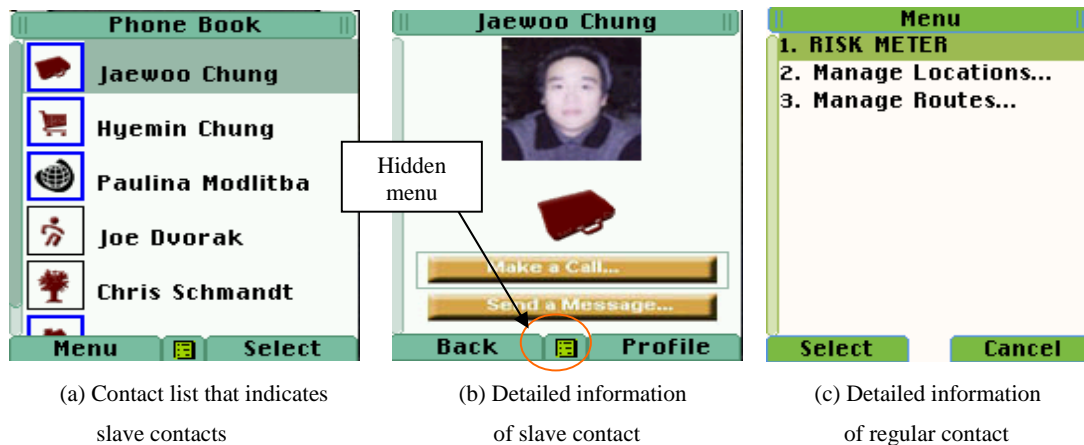 Phone Book
Jaewoo Chung
Hyemin Chung
Paulina Modlitba
Joe Dvorak
Chris Schmandt
Menu Select
Jaewoo Chung
Hidden
menu
Make a Call...
Send a Message...
Back Profile
Menu
1. RISK METER
2. Manage Locations...
3. Manage Routes...
Select Cancel
(a) Contact list that indicates
slave contacts
(b) Detailed information
of slave contact
(c) Detailed information
of regular contact